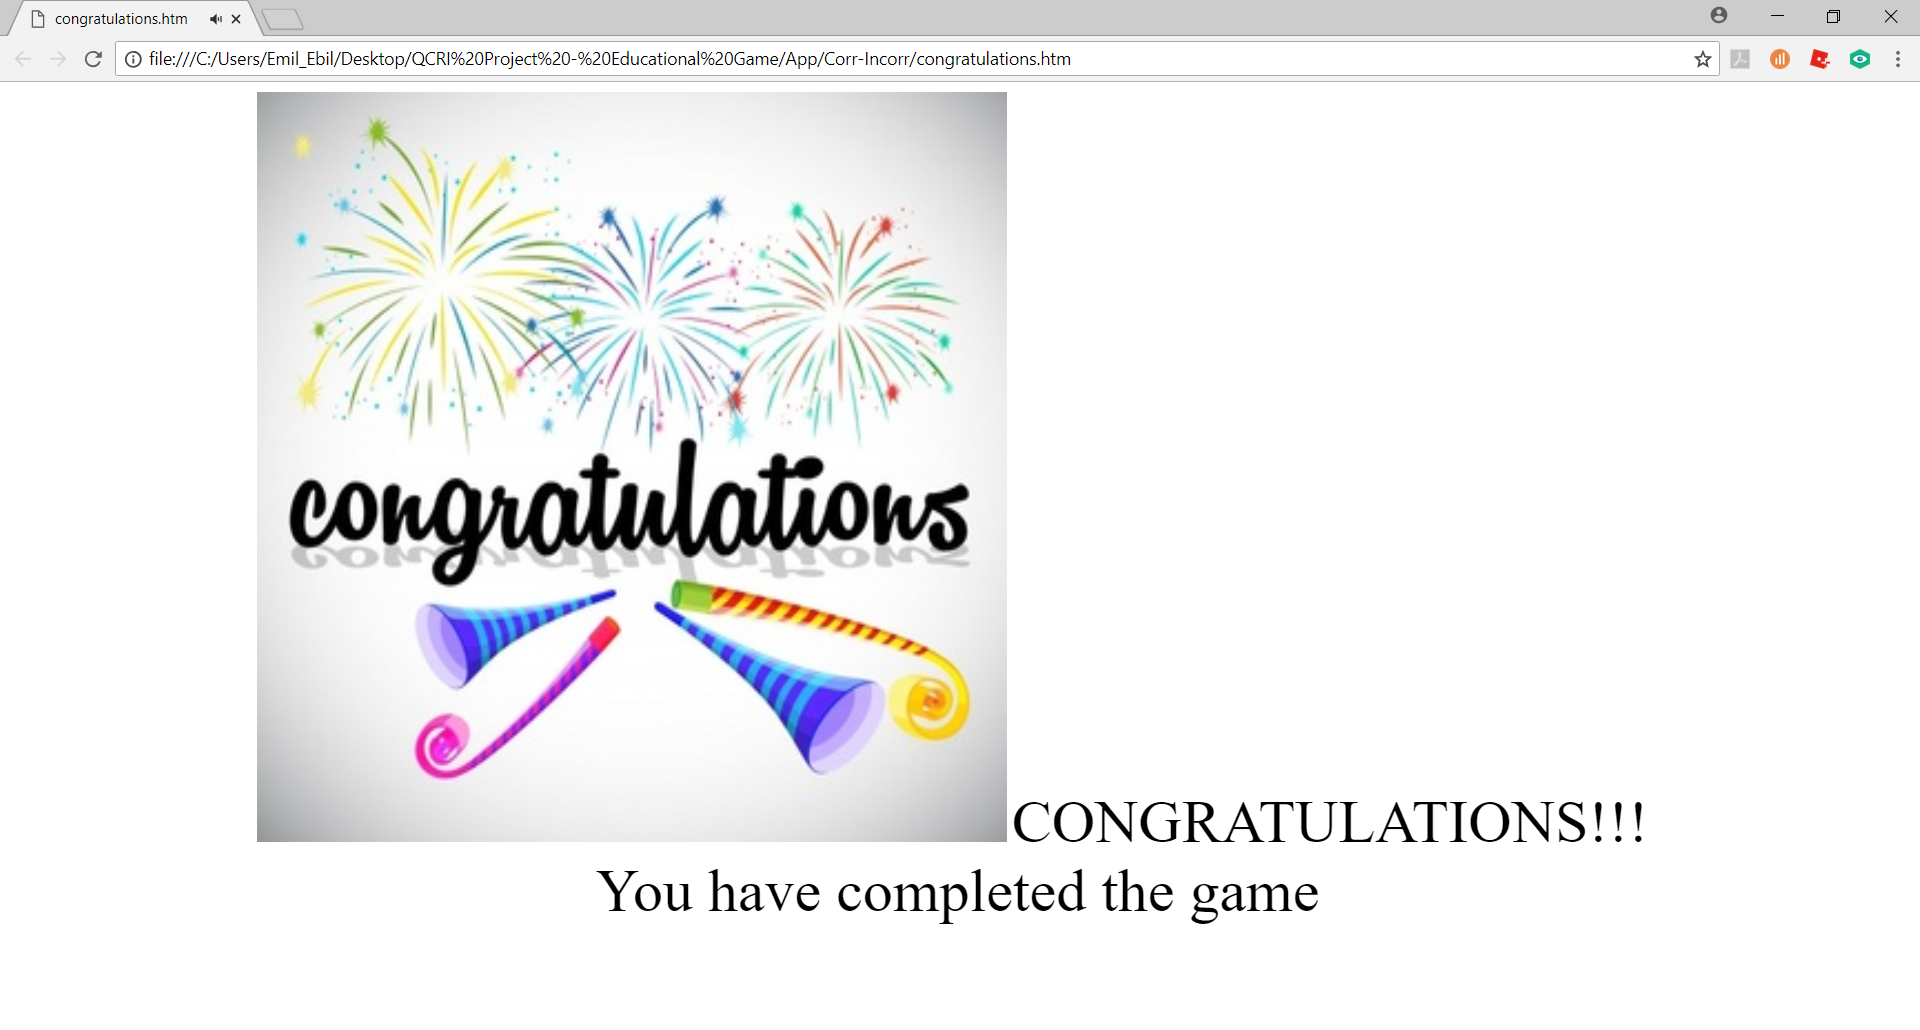 congratulations.htm
file:///C:/Users/Emil_Ebil/Desktop/QCRI%20Project%20-%20Educational%20Game/App/Corr-Incorr/congratulations.htm
congratulations
CONGRATULATIONS!!!
You have completed the game